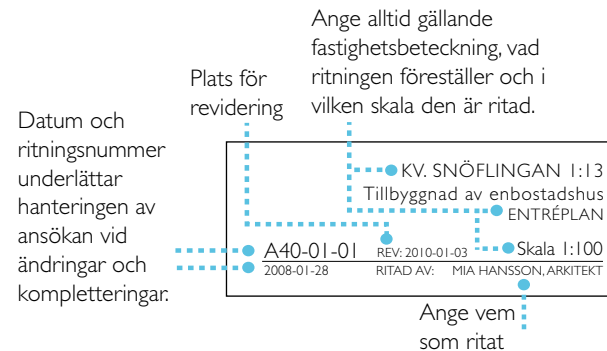 Ange alltid gällande
fastighetsbeteckning, vad
ritningen föreställer och i
vilken skala den är ritad.
Plats för
revidering
Datum och
ritningsnummer
underlättar
hanteringen av
ansökan vid
ändringar och
kompletteringar.
KV. SNÖFLINGAN 1:13
Tillbyggnad av enbostadshus
ENTRÉPLAN
A40-01-01 REV: 2010-01-03 Skala 1:100
2008-01-28 RITAD AV: MIA HANSSON, ARKITEKT
Ange vem
som ritat